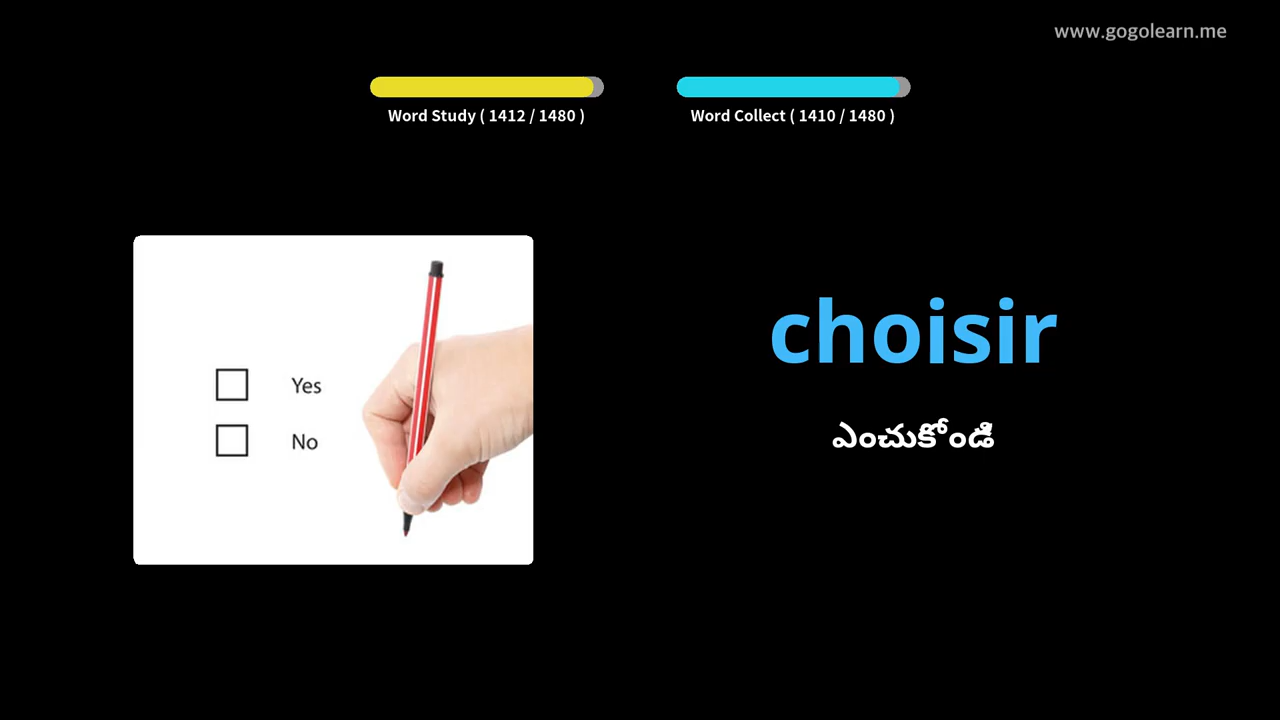 www.gogolearn.me
Word Study ( 1412 / 1480 )
Word Collect ( 1410 / 1480 )
choisir
Yes
ఎంచుకోండి
No